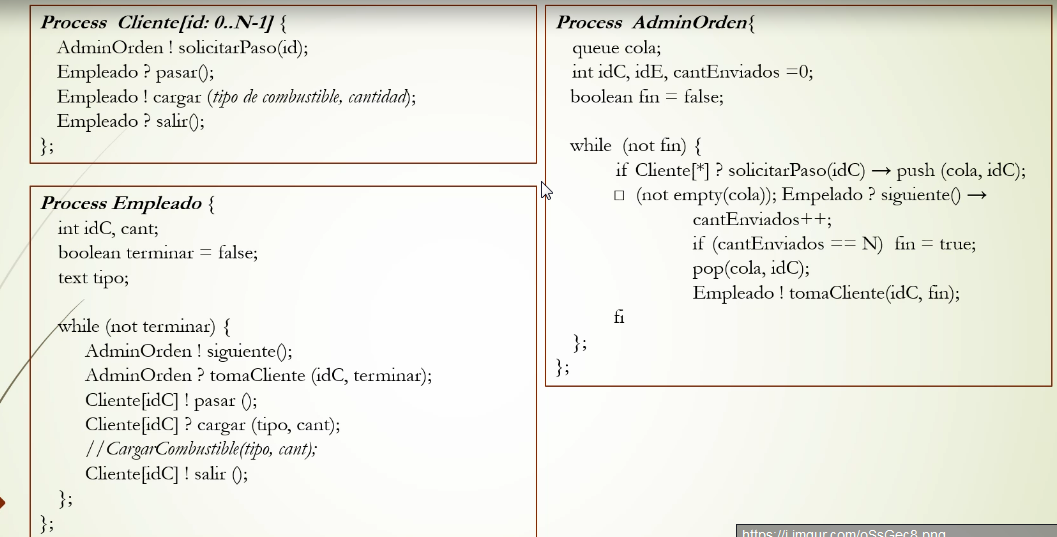 Process Cliente[id: 0..N-1] {
AdminOrden ! solicitarPaso(id);
Empleado ? pasar();
Empleado ! cargar (tipo de combustible, cantidad);
Empleado ? salir();
};
Process Empleado {
int idC, cant;
boolean terminar = false;
text tipo;
while (not terminar) {
AdminOrden ! siguiente();
AdminOrden ? tomaCliente (idC, terminar);
Cliente[idC] ! pasar ();
Cliente[idC] ? cargar (tipo, cant);
//CargarCombustible(tipo, cant);
Cliente[idC] ! salir ();
};
};
Process AdminOrden{
queue cola;
int idC, idE, cantEnviados =0;
boolean fin = false;
while (not fin) {
if Cliente[*] ? solicitarPaso(idC) → push (cola, idC);
□ (not empty(cola)); Empelado ? siguiente() →
cantEnviados++;
if (cantEnviados == N) fin = true;
pop(cola, idC);
Empleado ! tomaCliente(idC, fin);
fi
};
};
https://i.imgur.com/oSsGec8.png